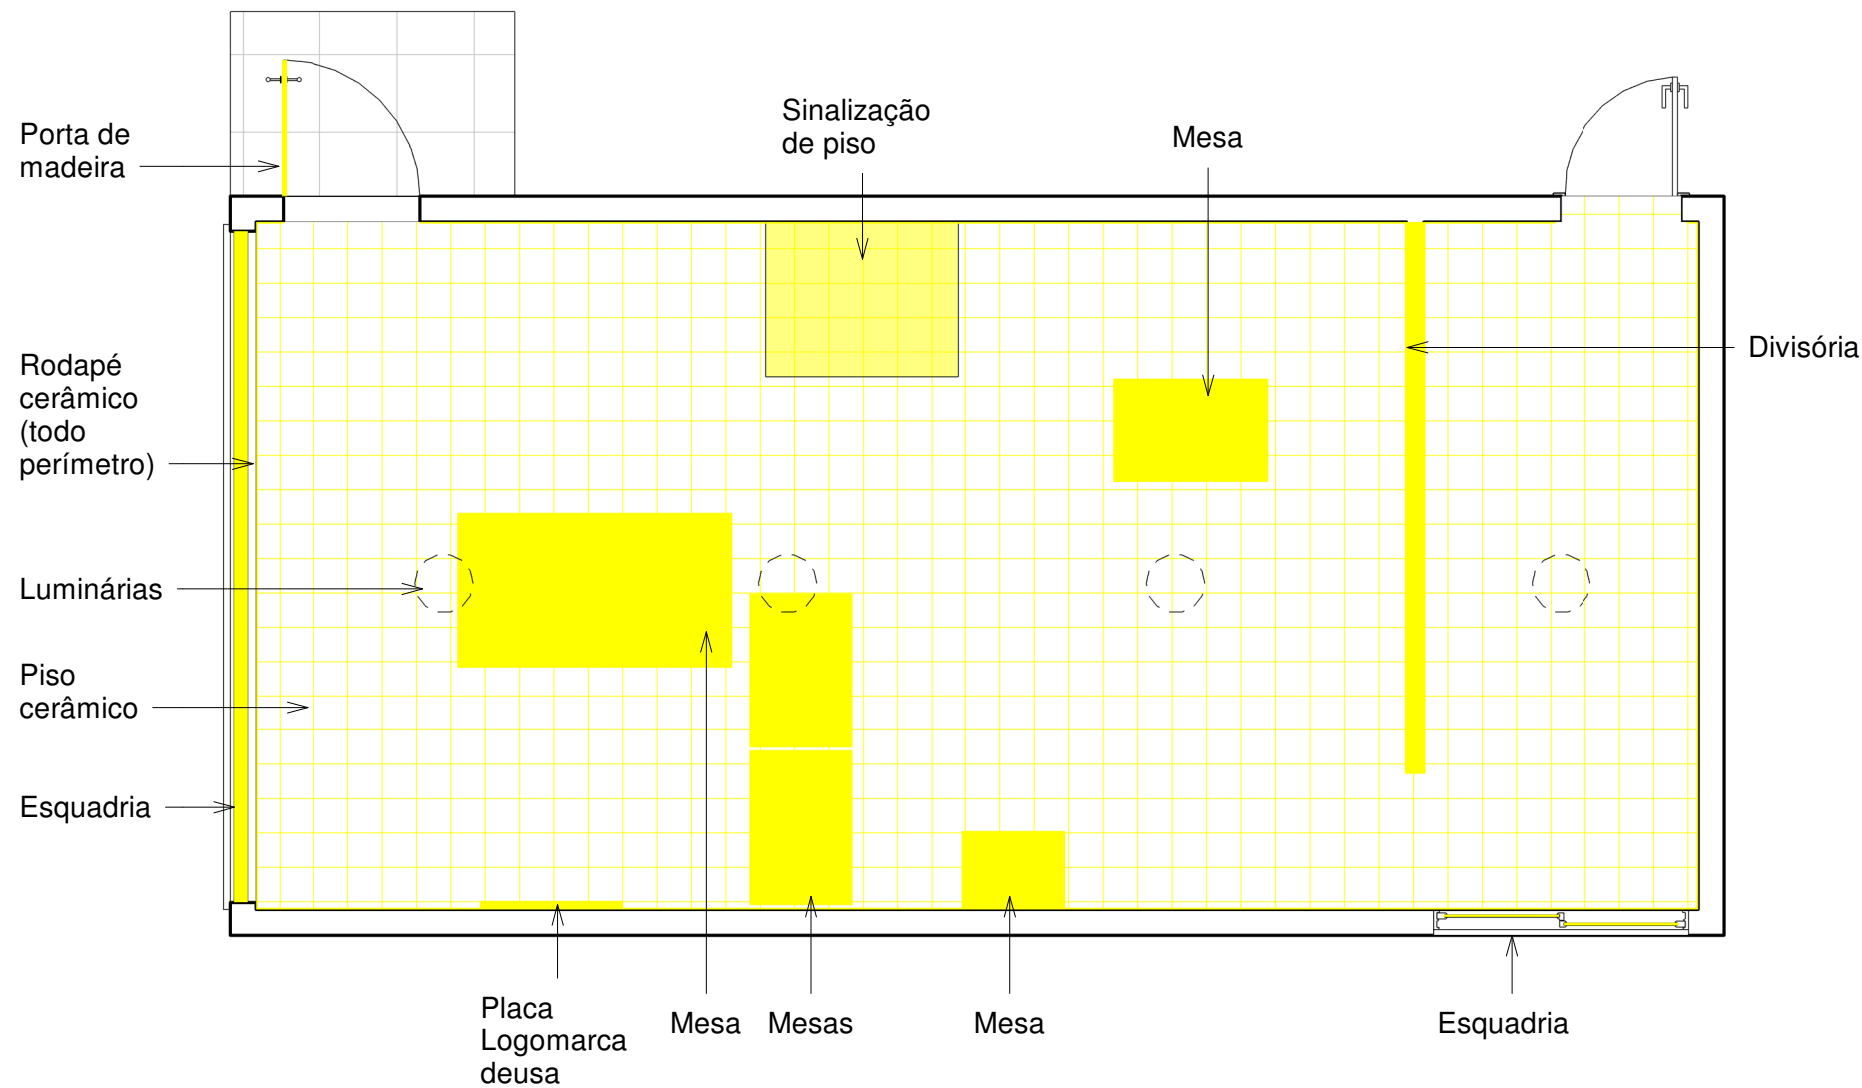 Sinalização
de piso
Mesa
Porta de
madeira
Divisória
Rodapé
cerâmico
(todo
perímetro)
Luminárias
Piso
cerâmico
Esquadria
Placa
Logomarca
deusa
Mesa
Mesas
Mesa
Esquadria